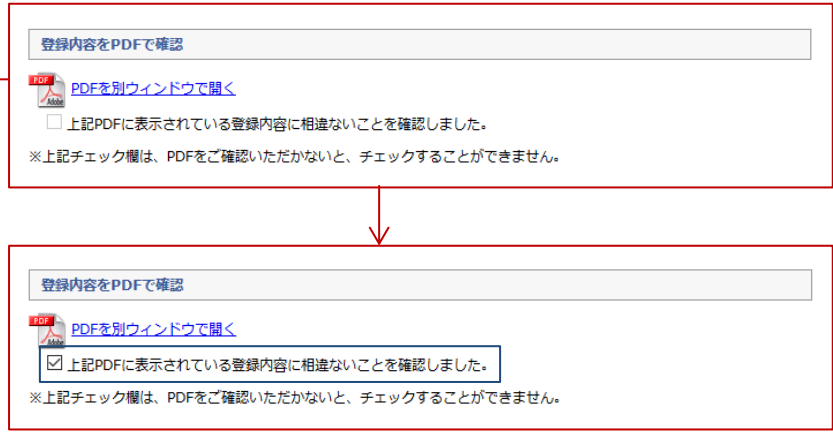 登録内容をPDFで確認
PDF
Adobe
PDFを別ウィンドウで開く
上記PDFに表示されている登録内容に相違ないことを確認しました。
※上記チェック欄は、PDFをご確認いただかないと、チェックすることができません。
登録内容をPDFで確認
PDF
Adobe
PDFを別ウィンドウで開く
上記PDFに表示されている登録内容に相違ないことを確認しました。
※上記チェック欄は、PDFをご確認いただかないと、チェックすることができません。